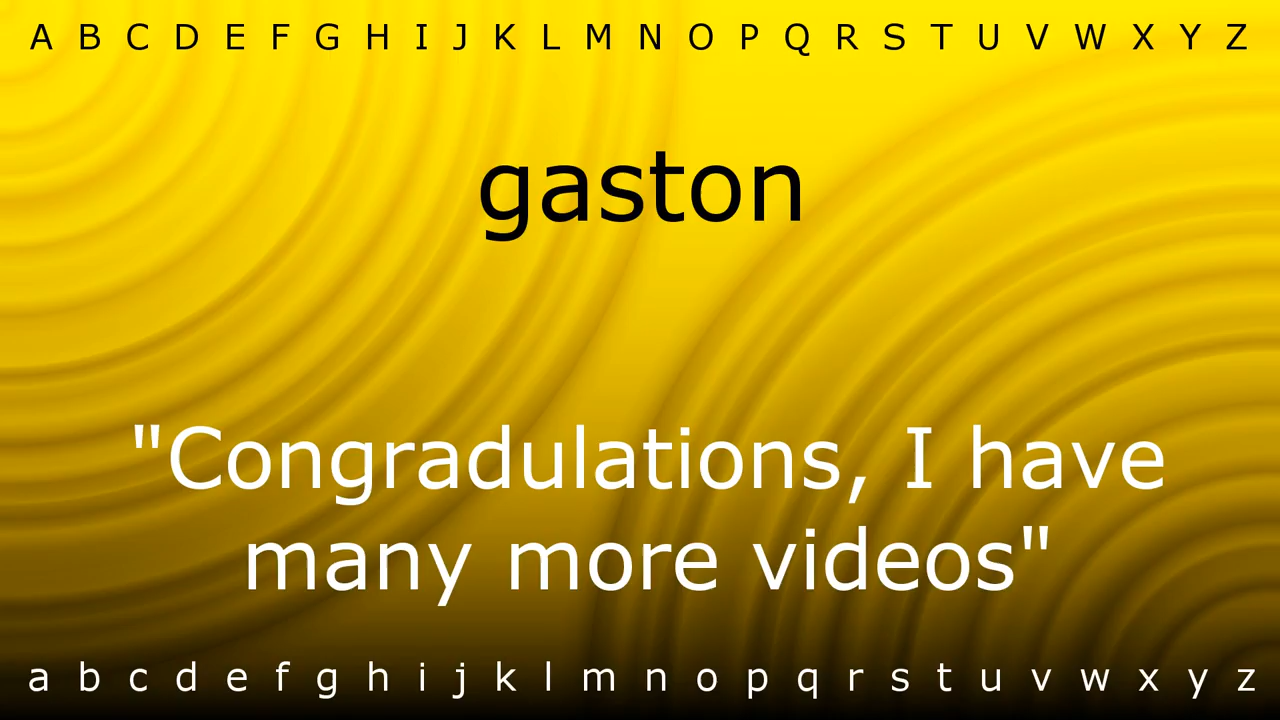 A B C D E F G H I J K L M N O P Q R S T U V W X Y Z
gaston
"Congradulations, I have
many more videos"
a b c d e f g h i j k l m n o p q r s t u v w x y z